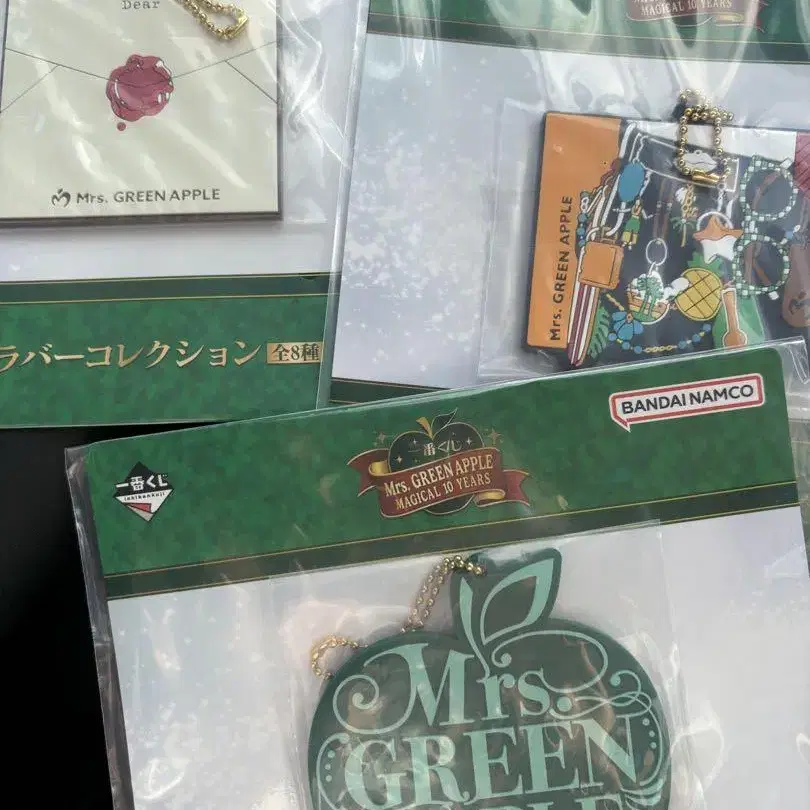 Dear
Mrs. GREEN APPLE
ラバーコレクション 全8種
MAGICAL 10 YEARS
Mrs. GREEN APPLE
BANDAI NAMCO
一番くじ
ichibankuji
一番くじ
Mrs. GREEN APPLE
MAGICAL 10 YEARS
Mrs.
GREEN